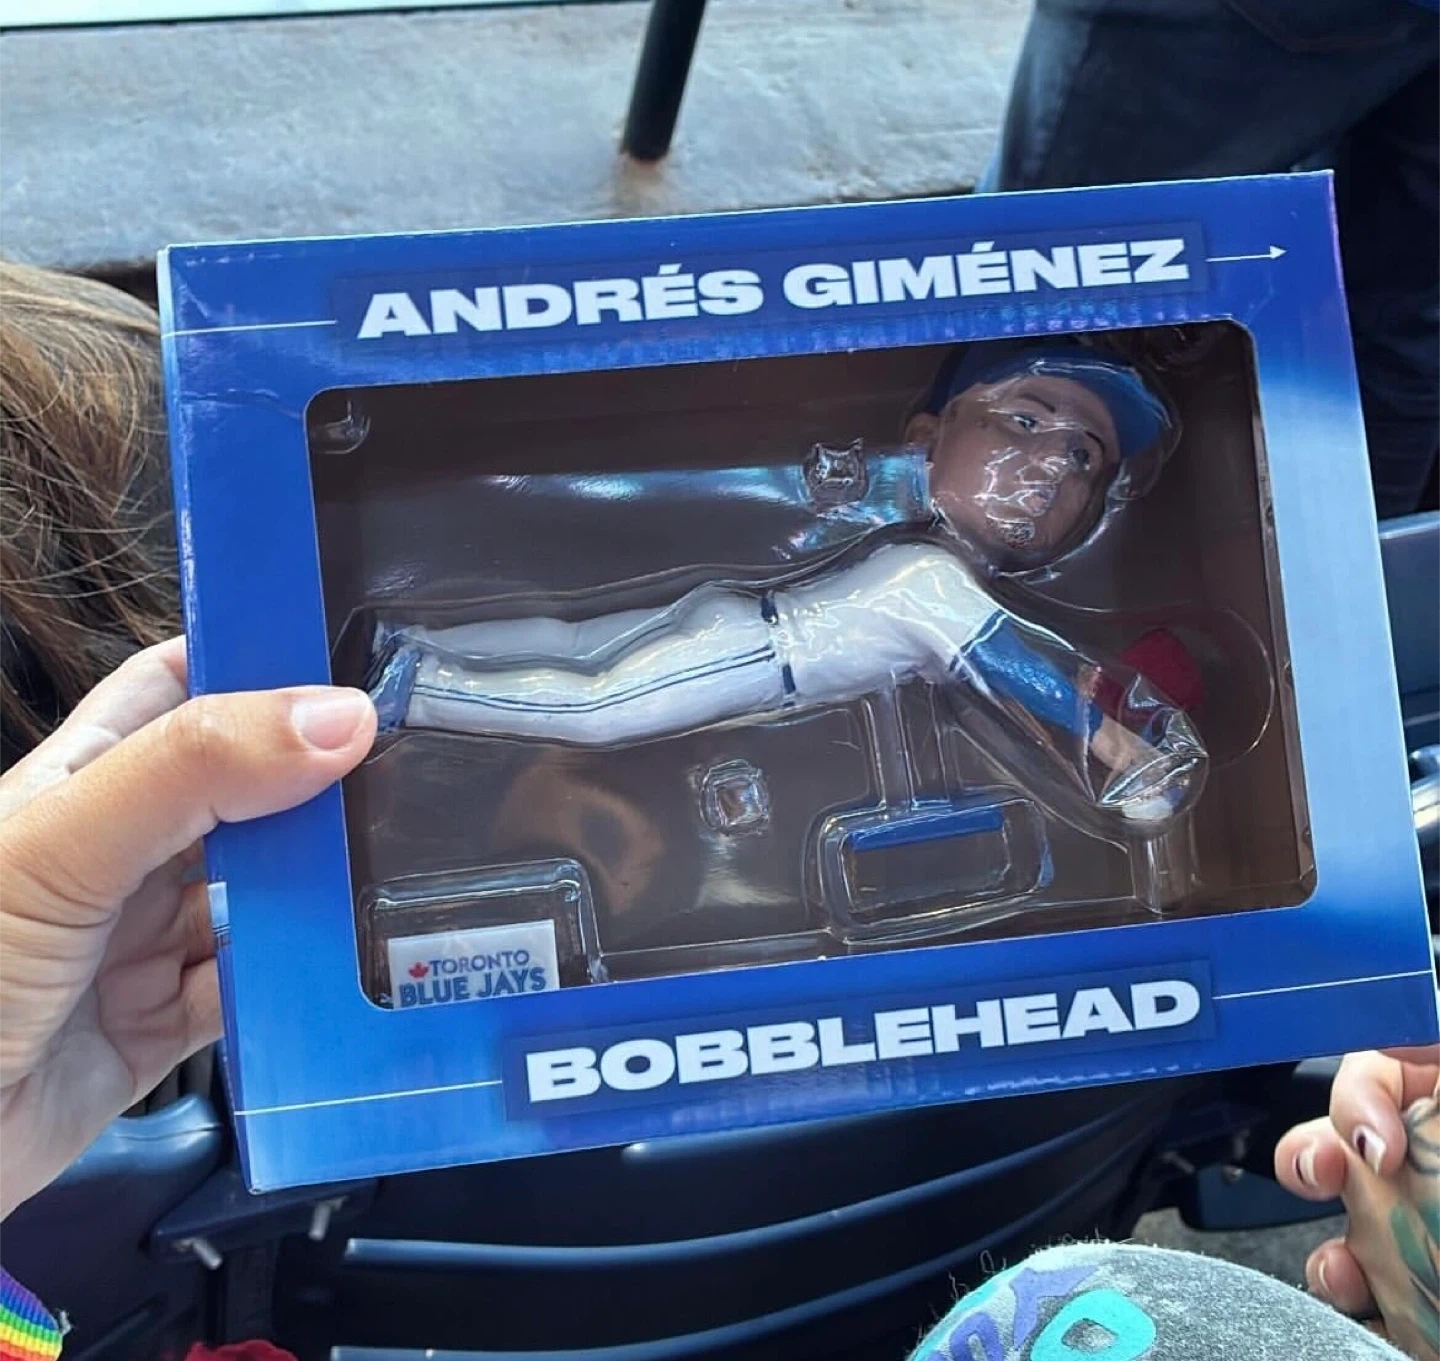 ANDRÉS GIMÉNEZ
TORONTO
BLUE JAYS
BOBBLEHEAD